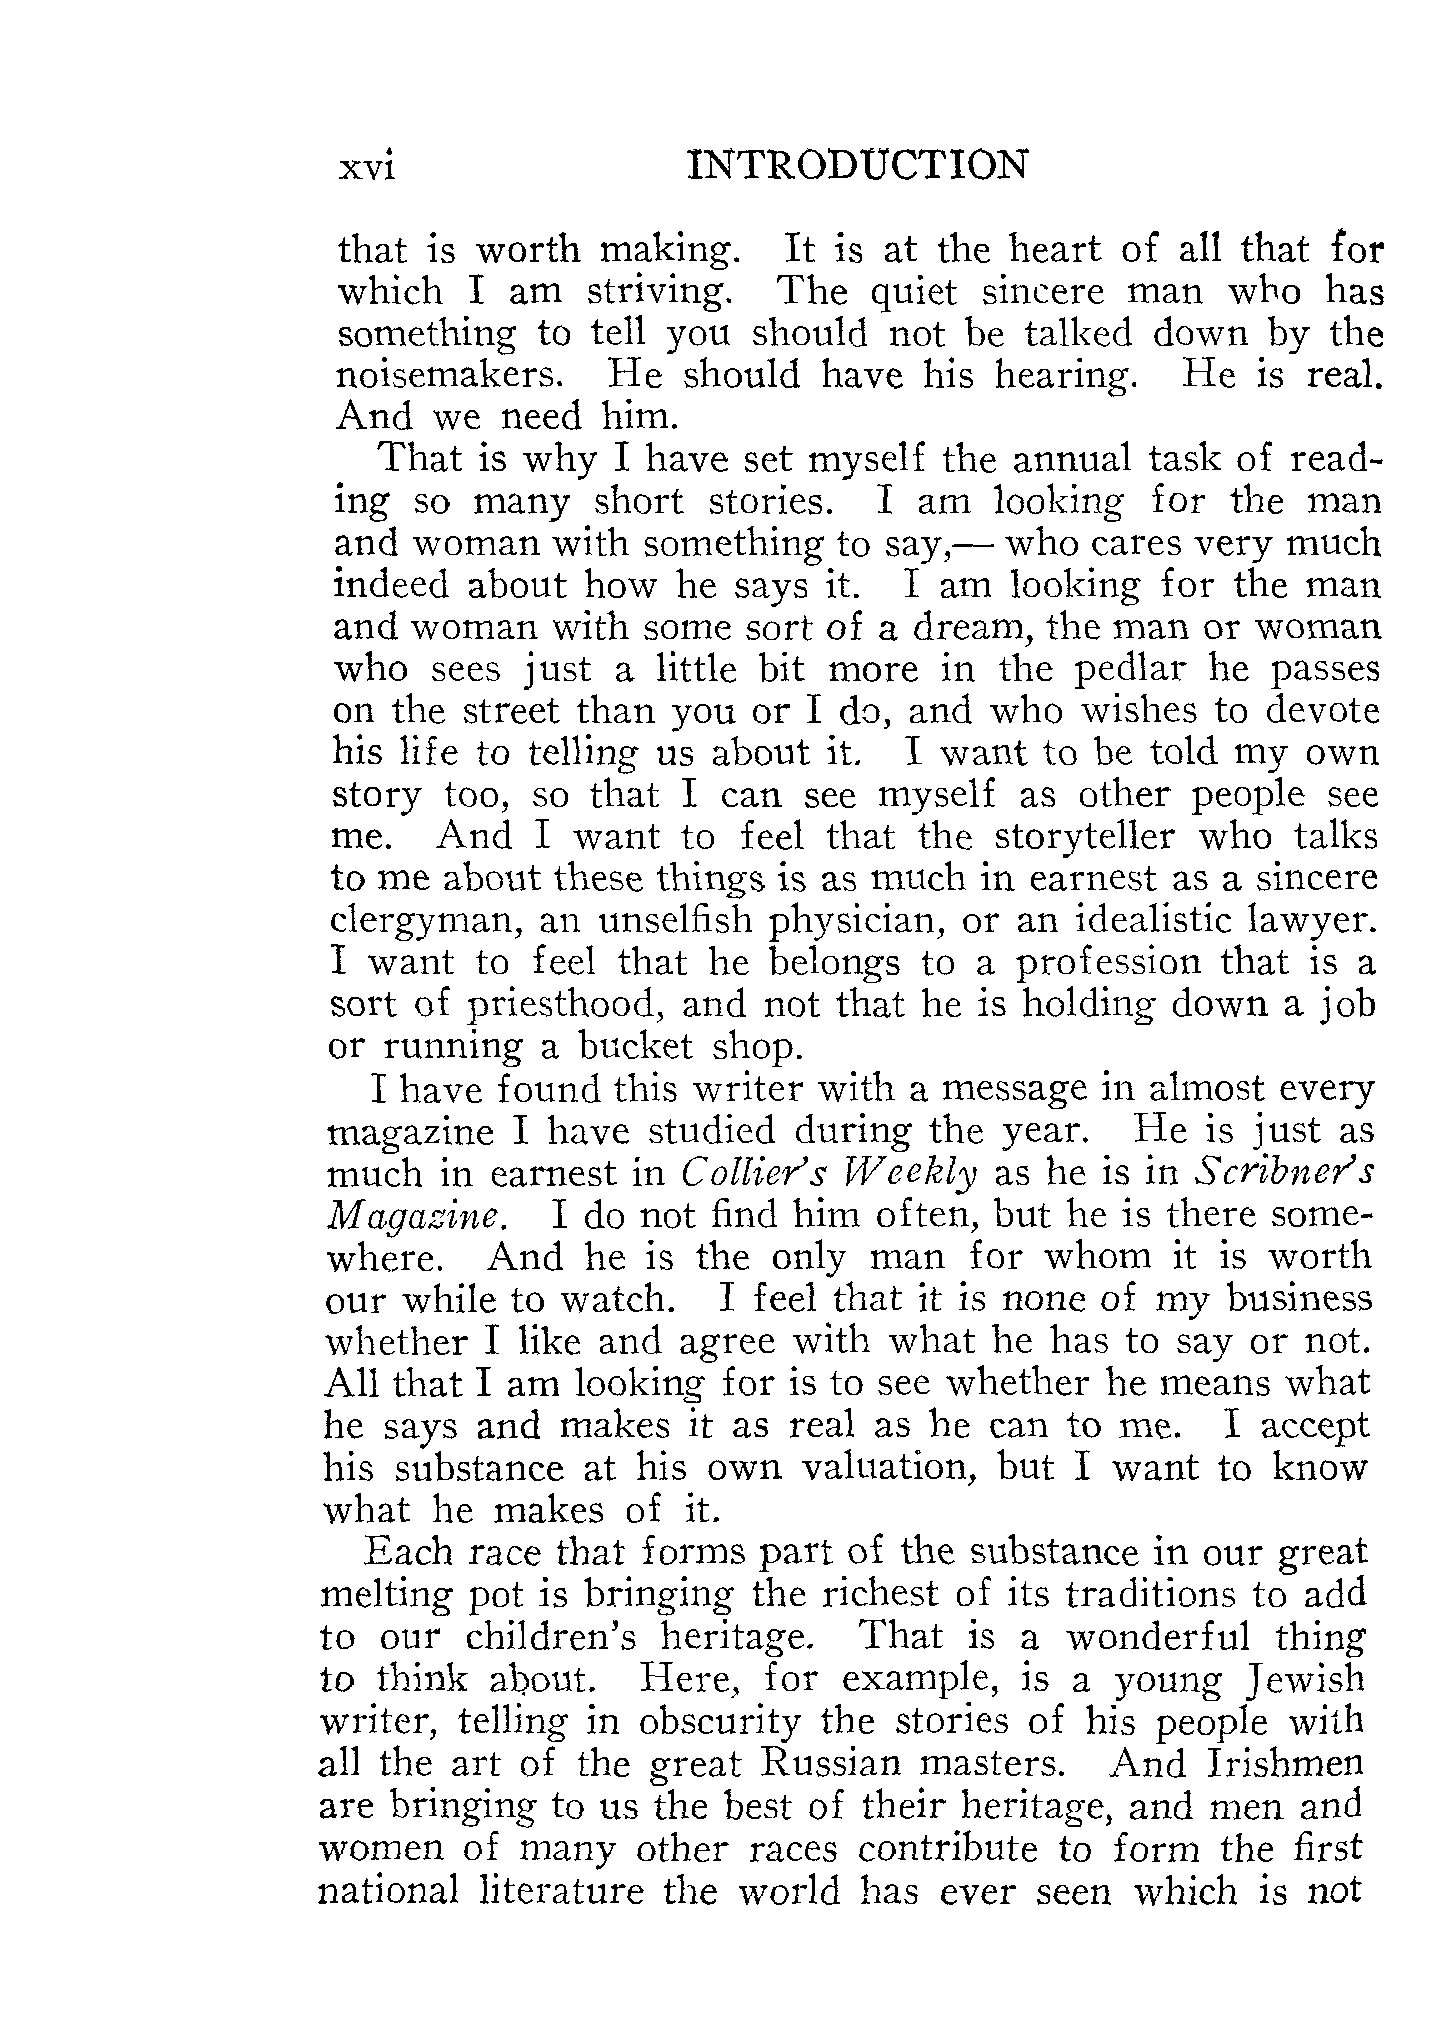 xvi INTRODUCTION
that is worth making. It is at the heart of all that for
which I am striving. The quiet sincere man who has
something to tell you should not be talked down by the
noisemakers. He should have his hearing. He is real.
And we need him.
That is why I have set myself the annual task of read-
ing so many short stories. I am looking for the man
and woman with something to say,— who cares very much
indeed about how he says it. I am looking for the man
and woman with some sort of a dream, the man or woman
who sees just a little bit more in the pedlar he passes
on the street than you or I do, and who wishes to devote
his life to telling us about it. I want to be told my own
story too, so that I can see myself as other people see
me. And I want to feel that the storyteller who talks
to me about these things is as much in earnest as a sincere
clergyman, an unselfish physician, or an idealistic lawyer.
I want to feel that he belongs to a profession that is a
sort of priesthood, and not that he is holding down a job
or running a bucket shop.
I have found this writer with a message in almost every
magazine I have studied during the year. He is just as
much in earnest in Collier's Weekly as he is in Scribner's
Magazine. I do not find him often, but he is there some-
where. And he is the only man for whom it is worth
our while to watch. I feel that it is none of my business
whether I like and agree with what he has to say or not.
All that I am looking for is to see whether he means what
he says and makes it as real as he can to me. I accept
his substance at his own valuation, but I want to know
what he makes of it.
Each race that forms part of the substance in our great
melting pot is bringing the richest of its traditions to add
to our children's heritage. That is a wonderful thing
to think about. Here, for example, is a young Jewish
writer, telling in obscurity the stories of his people with
all the art of the great Russian masters. And Irishmen
are bringing to us the best of their heritage, and men and
women of many other races contribute to form the first
national literature the world has ever seen which is not